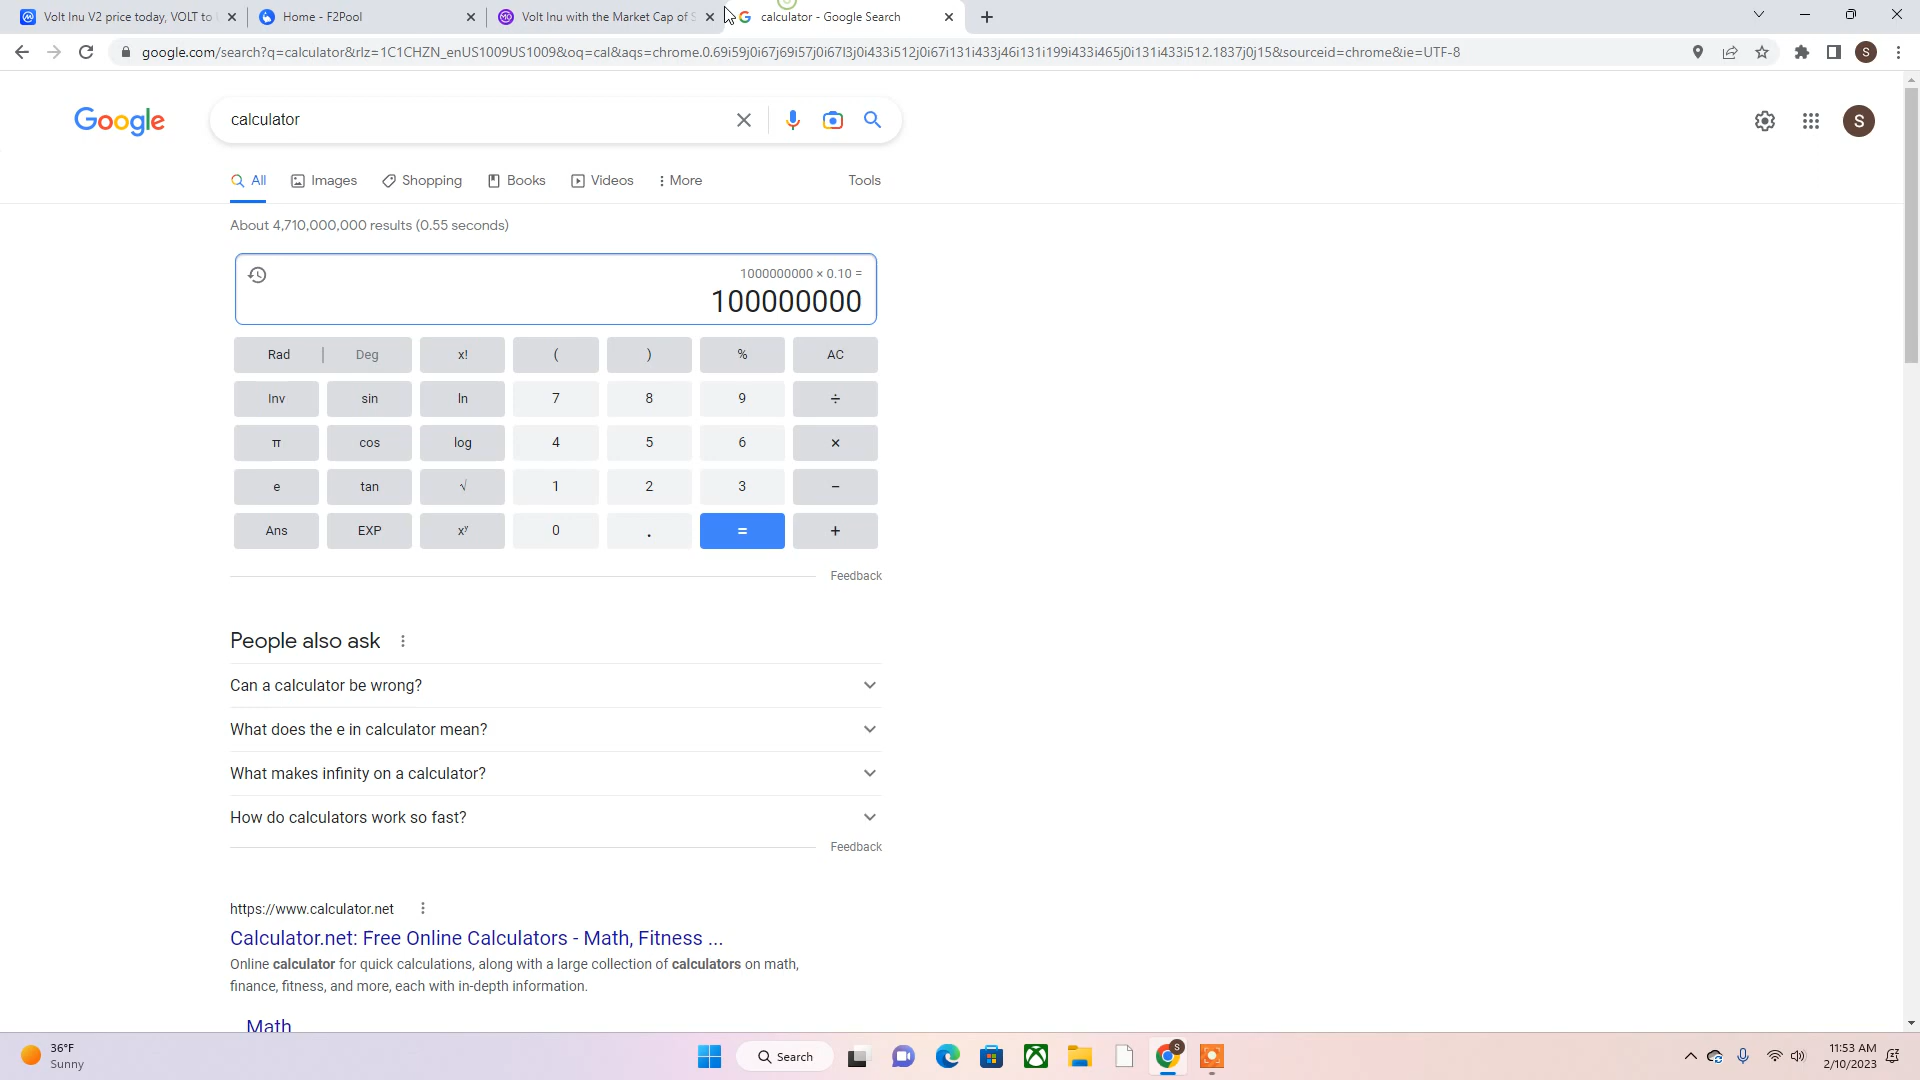 Volt Inu V2 price today, VOLT to
Home - F2Pool
Volt Inu with the Market Cap of S
calculator - Google Search
google.com/search?q=calculator&rlz=1C1CHZN_enUS1009US1009&oq=cal&aqs=chrome.0.69i59j0i67j69i57j0i67l3j0i433i512j0i67i131i433j46i131i199i433i465j0i131i433i512.1837j0j15&sourceid=chrome&ie=UTF-8
S
Google
calculator
S
All Images Shopping Books Videos More Tools
About 4,710,000,000 results (0.55 seconds)
1000000000 × 0.10 =
100000000
Rad | Deg x! ( ) % AC
Inv sin ln 7 8 9 ÷
π cos log 4 5 6 ×
e tan √ 1 2 3 −
Ans EXP xʸ 0 . = +
Feedback
People also ask
Can a calculator be wrong?
What does the e in calculator mean?
What makes infinity on a calculator?
How do calculators work so fast?
Feedback
https://www.calculator.net
Calculator.net: Free Online Calculators - Math, Fitness ...
Online calculator for quick calculations, along with a large collection of calculators on math,
finance, fitness, and more, each with in-depth information.
Math
36°F
Sunny
Search
S
11:53 AM
2/10/2023